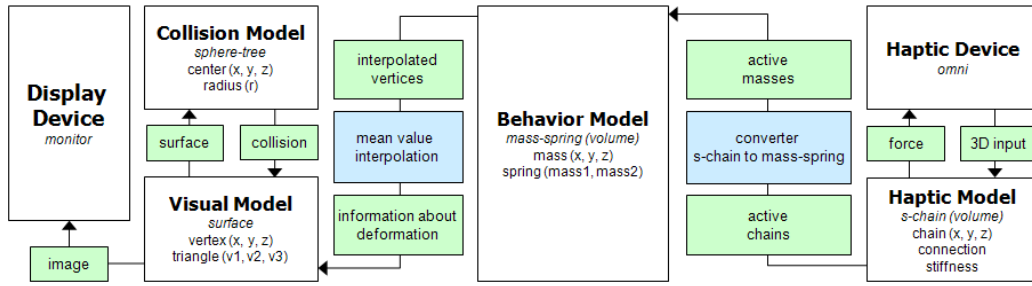 Display
Device
monitor
image
Collision Model
sphere-tree
center (x, y, z)
radius (r)
surface
collision
Visual Model
surface
vertex (x, y, z)
triangle (v1, v2, v3)
interpolated
vertices
mean value
interpolation
information about
deformation
Behavior Model
mass-spring (volume)
mass (x, y, z)
spring (mass1, mass2)
active
masses
converter
s-chain to mass-spring
active
chains
Haptic Device
omni
force
3D input
Haptic Model
s-chain (volume)
chain (x, y, z)
connection
stiffness